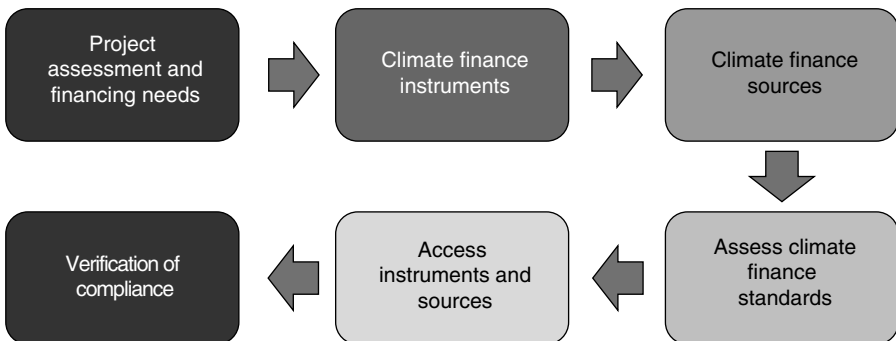 Project
assessment and
financing needs
Climate finance
instruments
Climate finance
sources
Assess climate
finance
standards
Access
instruments and
sources
Verification of
compliance